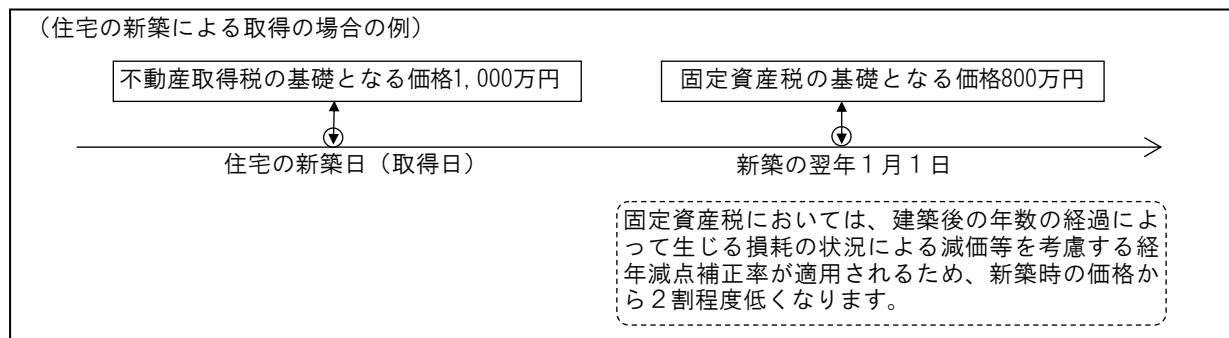 （住宅の新築による取得の場合の例）
不動産取得税の基礎となる価格1,000万円
固定資産税の基礎となる価格800万円
住宅の新築日（取得日）
新築の翌年１月１日
固定資産税においては、建築後の年数の経過によ
って生じる損耗の状況による減価等を考慮する経
年減点補正率が適用されるため、新築時の価格か
ら２割程度低くなります。